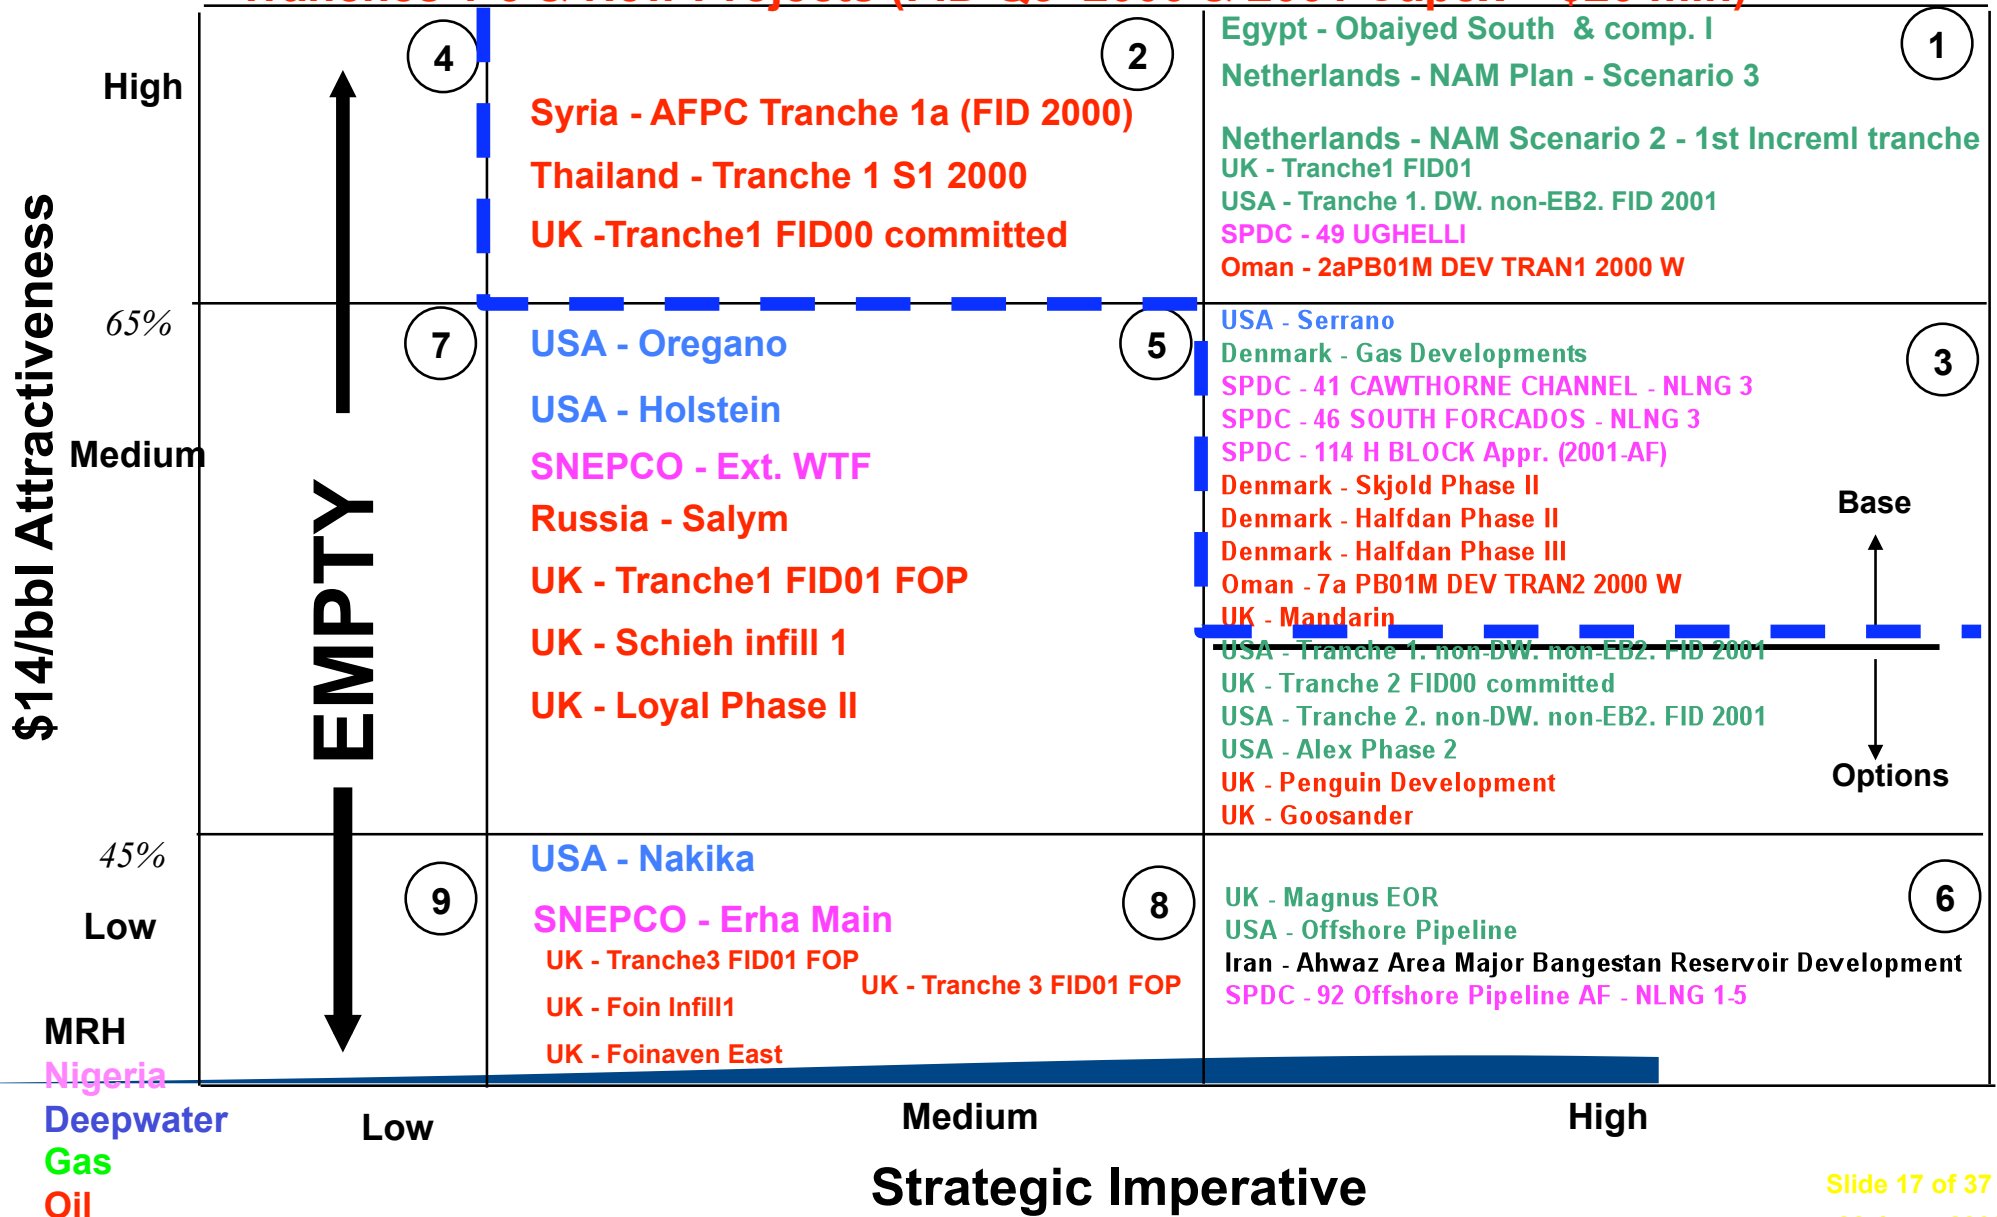 High
4
2
Syria - AFPC Tranche 1a (FID 2000)
Thailand - Tranche 1 S1 2000
UK -Tranche1 FID00 committed
1
Egypt - Obaiyed South & comp. I
Netherlands - NAM Plan - Scenario 3
Netherlands - NAM Scenario 2 - 1st Increml tranche
UK - Tranche1 FID01
USA - Tranche 1. DW. non-EB2. FID 2001
SPDC - 49 UGHELLI
Oman - 2aPB01M DEV TRAN1 2000 W
$14/bbl Attractiveness
65%
Medium
EMPTY
7
5
USA - Oregano
USA - Holstein
SNEPCO - Ext. WTF
Russia - Salym
UK - Tranche1 FID01 FOP
UK - Schieh infill 1
UK - Loyal Phase II
3
USA - Serrano
Denmark - Gas Developments
SPDC - 41 CAWTHORNE CHANNEL - NLNG 3
SPDC - 46 SOUTH FORCADOS - NLNG 3
SPDC - 114 H BLOCK Appr. (2001-AF)
Denmark - Skjold Phase II
Denmark - Halfdan Phase II
Denmark - Halfdan Phase III
Oman - 7a PB01M DEV TRAN2 2000 W
UK - Mandarin
USA - Tranche 1. non-DW. non-EB2. FID 2001
UK - Tranche 2 FID00 committed
USA - Tranche 2. non-DW. non-EB2. FID 2001
USA - Alex Phase 2
UK - Penguin Development
UK - Goosander
Base
Options
45%
Low
9
8
USA - Nakika
SNEPCO - Erha Main
UK - Tranche3 FID01 FOP
UK - Tranche 3 FID01 FOP
UK - Foin Infill1
UK - Foinaven East
6
UK - Magnus EOR
USA - Offshore Pipeline
Iran - Ahwaz Area Major Bangestan Reservoir Development
SPDC - 92 Offshore Pipeline AF - NLNG 1-5
MRH
Nigeria
Deepwater
Gas
Oil
Low
Medium
High
Strategic Imperative
Slide 17 of 37